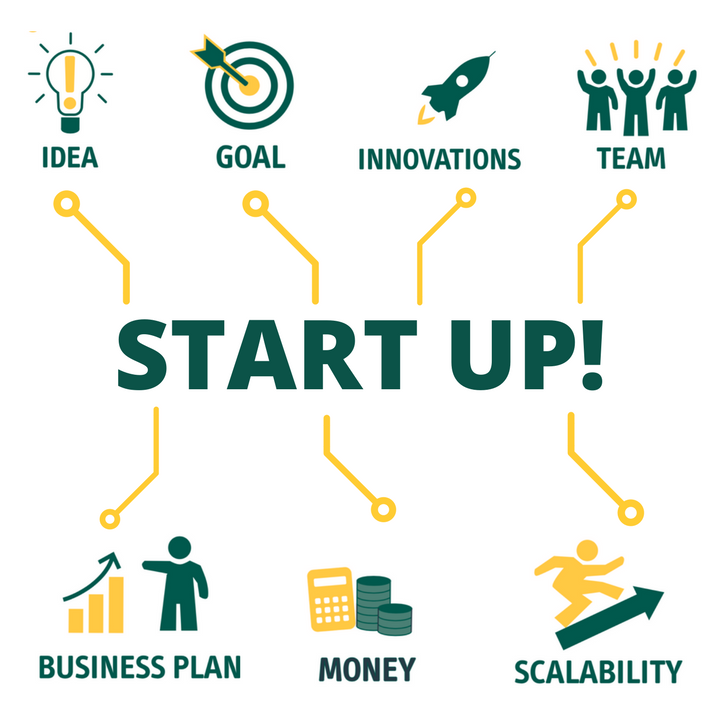 IDEA
GOAL
INNOVATIONS
TEAM
START UP!
BUSINESS PLAN
MONEY
SCALABILITY